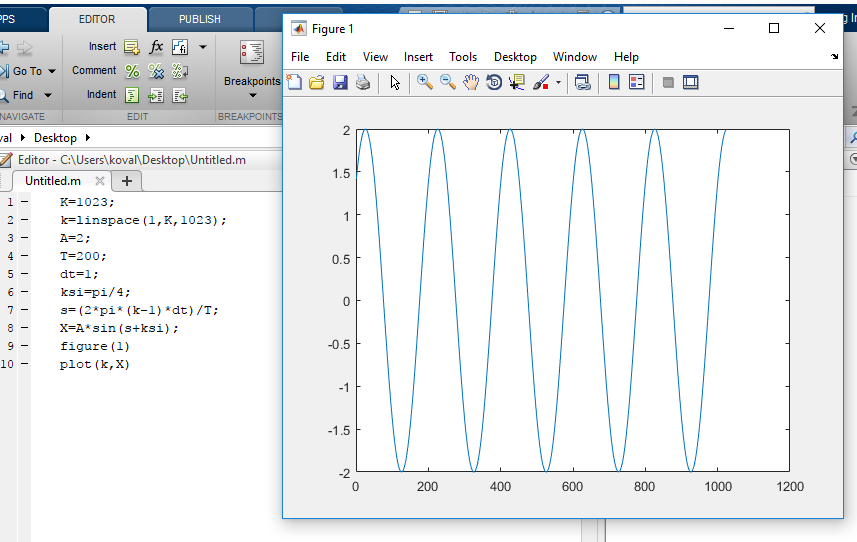 PPS
EDITOR
PUBLISH
Insert
fx
Go To
Comment
Breakpoints
Find
Indent
NAVIGATE
EDIT
BREAKPOINTS
val
Desktop
Editor - C:\Users\koval\Desktop\Untitled.m
Untitled.m
+
1 K=1023;
2 k=linspace(1,K,1023);
3 A=2;
4 T=200;
5 dt=1;
6 ksi=pi/4;
7 s=(2*pi*(k-1)*dt)/T;
8 X=A*sin(s+ksi);
9 figure(1)
10 plot(k,X)
Figure 1
File Edit View Insert Tools Desktop Window Help
2
1.5
1
0.5
0
-0.5
-1
-1.5
-2
0 200 400 600 800 1000 1200